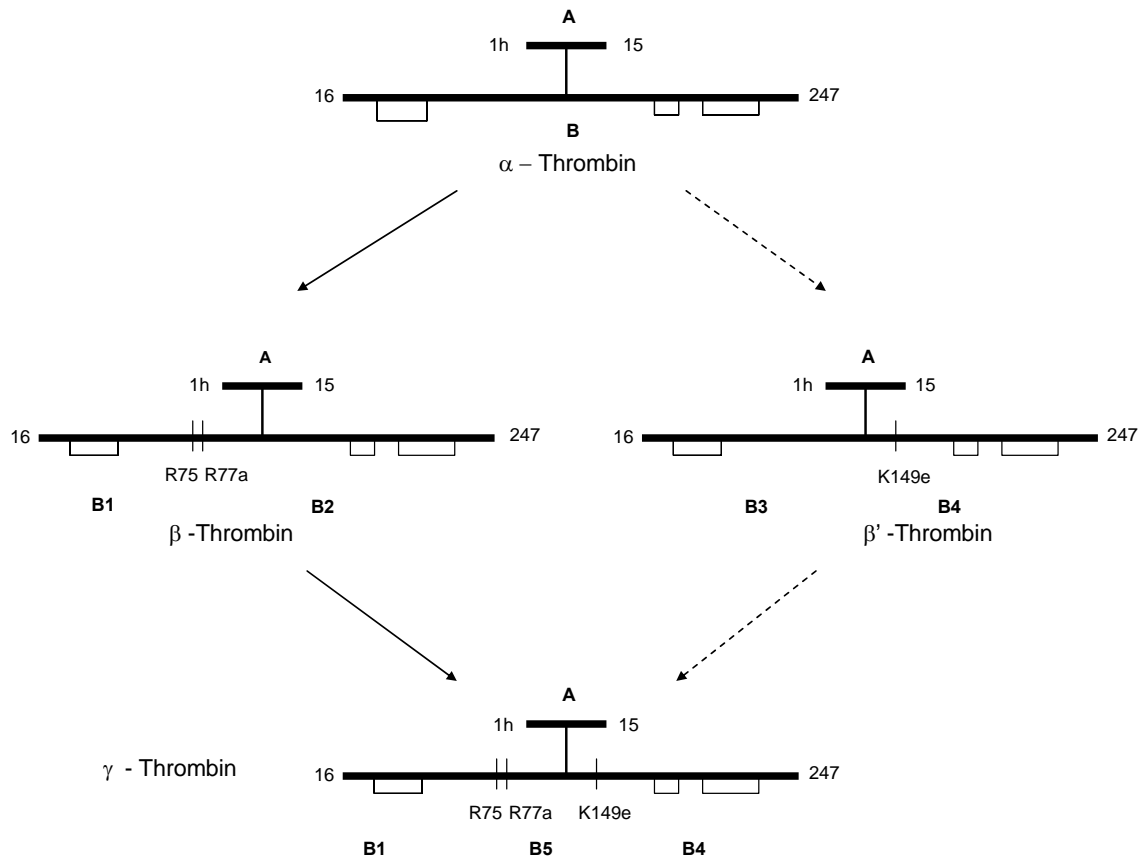 A
1h 15
16 247
B
α – Thrombin
A
1h 15
16 247
R75 R77a
B1 B2
β -Thrombin
A
1h 15
16 247
K149e
B3 B4
β’ -Thrombin
A
1h 15
16 247
γ - Thrombin
R75 R77a K149e
B1 B5 B4